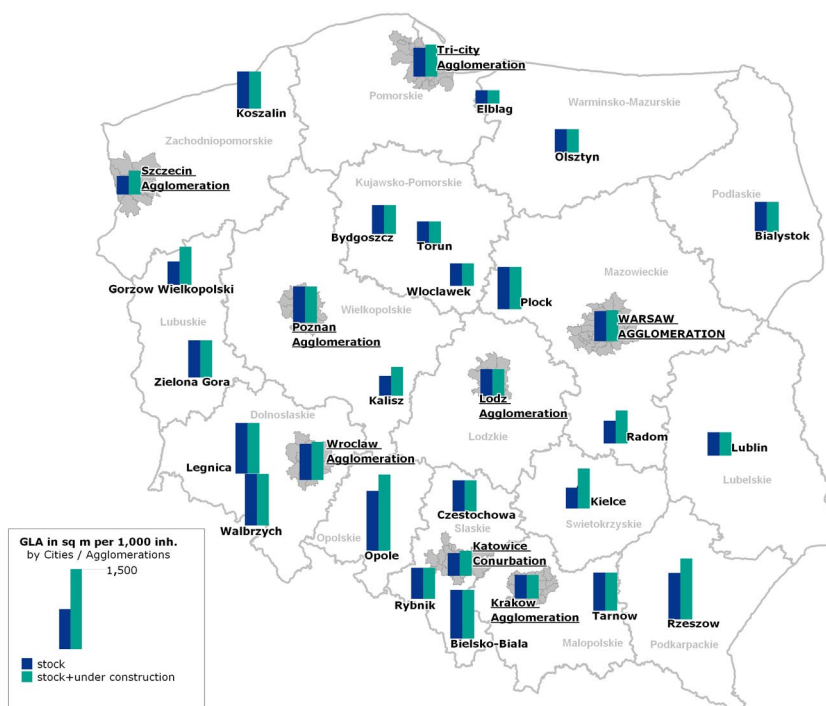 Tri-city
Agglomeration
Pomorskie
Koszalin
Elblag
Warminsko-Mazurskie
Zachodniopomorskie
Olsztyn
Szczecin
Agglomeration
Kujawsko-Pomorskie
Podlaskie
Bydgoszcz
Torun
Bialystok
Gorzow Wielkopolski
Wloclawek
Plock
Mazowieckie
Wielkopolskie
Lubuskie
Poznan
Agglomeration
WARSAW
AGGLOMERATION
Zielona Gora
Kalisz
Lodz
Agglomeration
Dolnoslaskie
Lodzkie
Radom
Lublin
Wroclaw
Agglomeration
Legnica
Lubelskie
Walbrzych
Czestochowa
Kielce
Slaskie
Swietokrzyskie
Opolskie
Opole
Katowice
Conurbation
Rybnik
Krakow
Agglomeration
Tarnow
Rzeszow
Bielsko-Biala
Malopolskie
Podkarpackie
GLA in sq m per 1,000 inh.
by Cities / Agglomerations
1,500
stock
stock+under construction